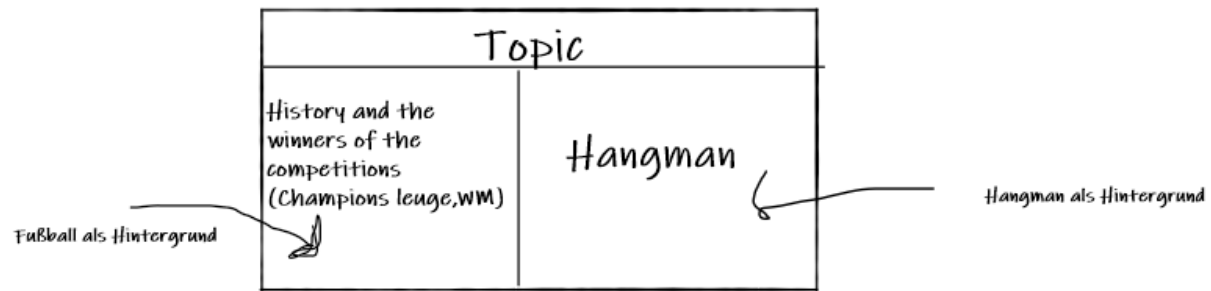 Topic
History and the
winners of the
competitions
(Champions leuge,WM)
Hangman
Fußball als Hintergrund
Hangman als Hintergrund